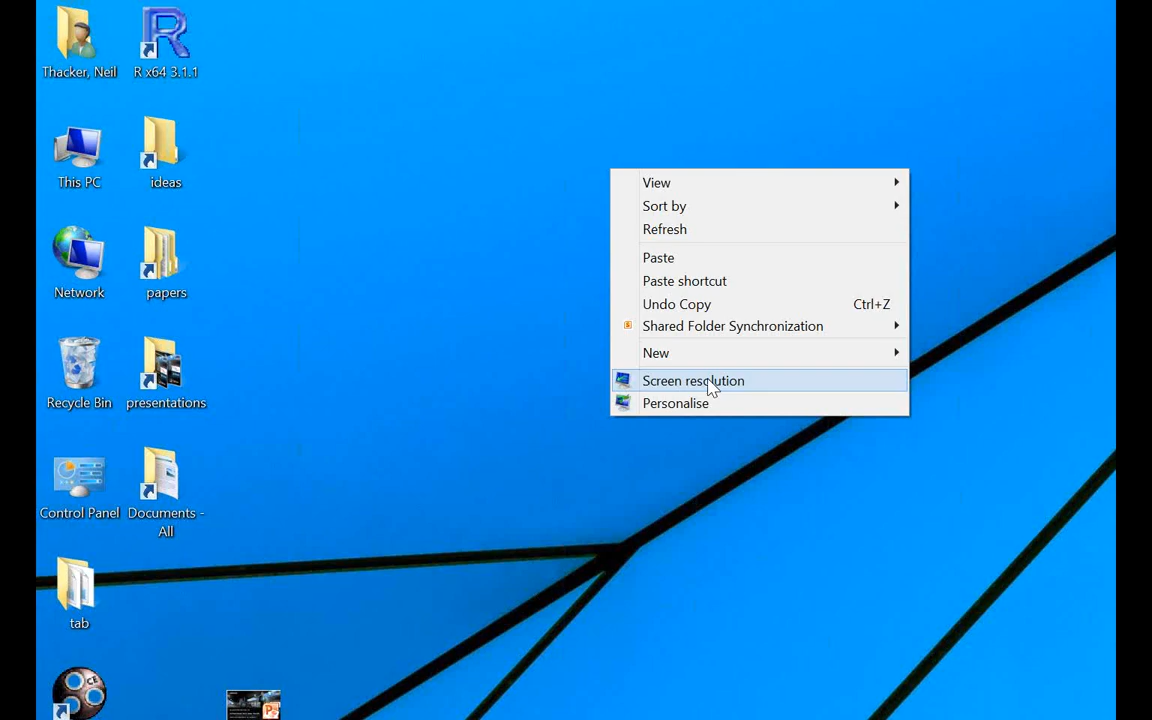 Thacker, Neil
R x64 3.1.1
This PC
ideas
Network
papers
Recycle Bin
presentations
Control Panel
Documents -
All
tab
CE
View
Sort by
Refresh
Paste
Paste shortcut
Undo Copy Ctrl+Z
Shared Folder Synchronization
New
Screen resolution
Personalise